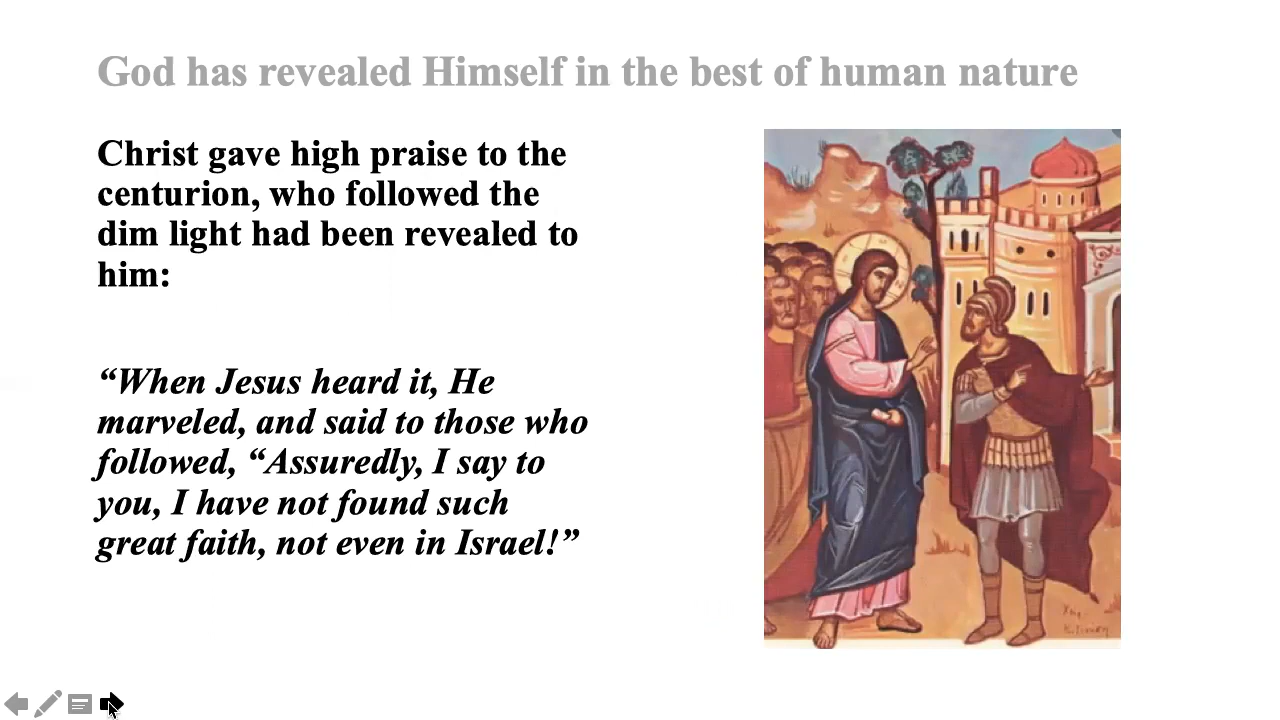 God has revealed Himself in the best of human nature
Christ gave high praise to the
centurion, who followed the
dim light had been revealed to
him:
“When Jesus heard it, He
marveled, and said to those who
followed, “Assuredly, I say to
you, I have not found such
great faith, not even in Israel!”